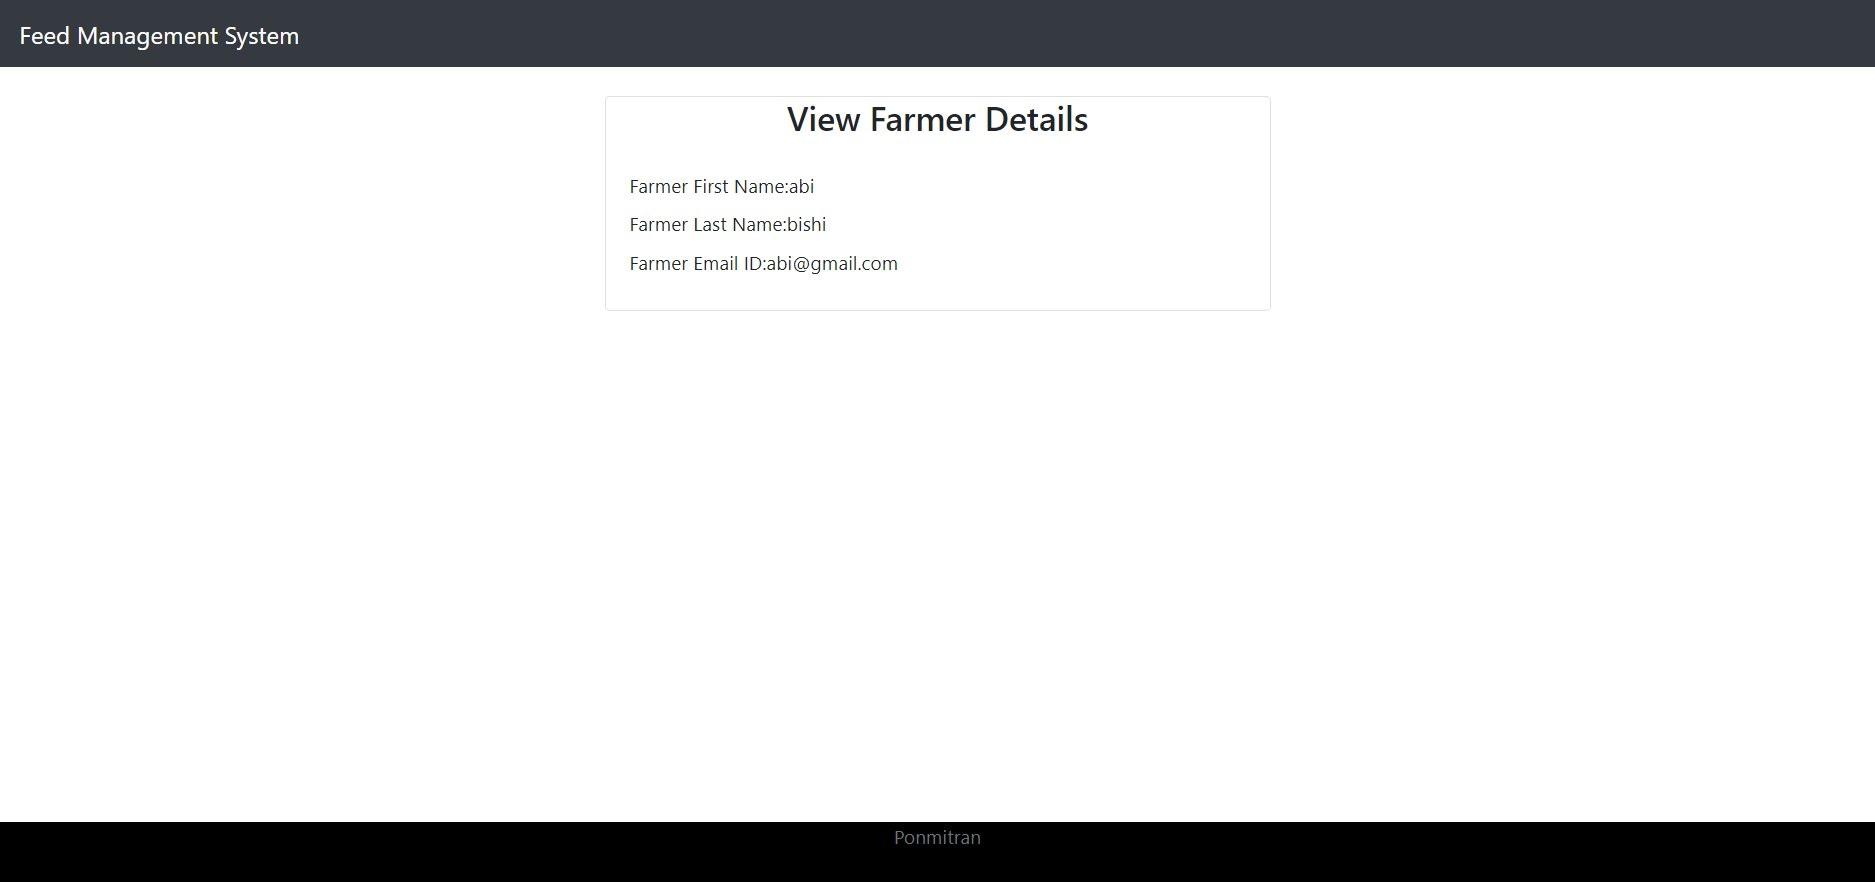 Feed Management System
View Farmer Details
Farmer First Name:abi
Farmer Last Name:bishi
Farmer Email ID:abi@gmail.com
Ponmitran